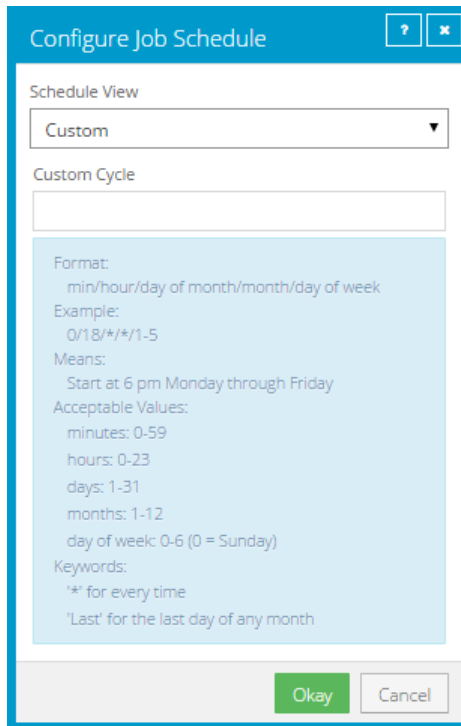 Configure Job Schedule
?
Schedule View
Custom
Custom Cycle
Format:
min/hour/day of month/month/day of week
Example:
0/18/*/*/1-5
Means:
Start at 6 pm Monday through Friday
Acceptable Values:
minutes: 0-59
hours: 0-23
days: 1-31
months: 1-12
day of week: 0-6 (0 = Sunday)
Keywords:
'*' for every time
'Last' for the last day of any month
Okay Cancel